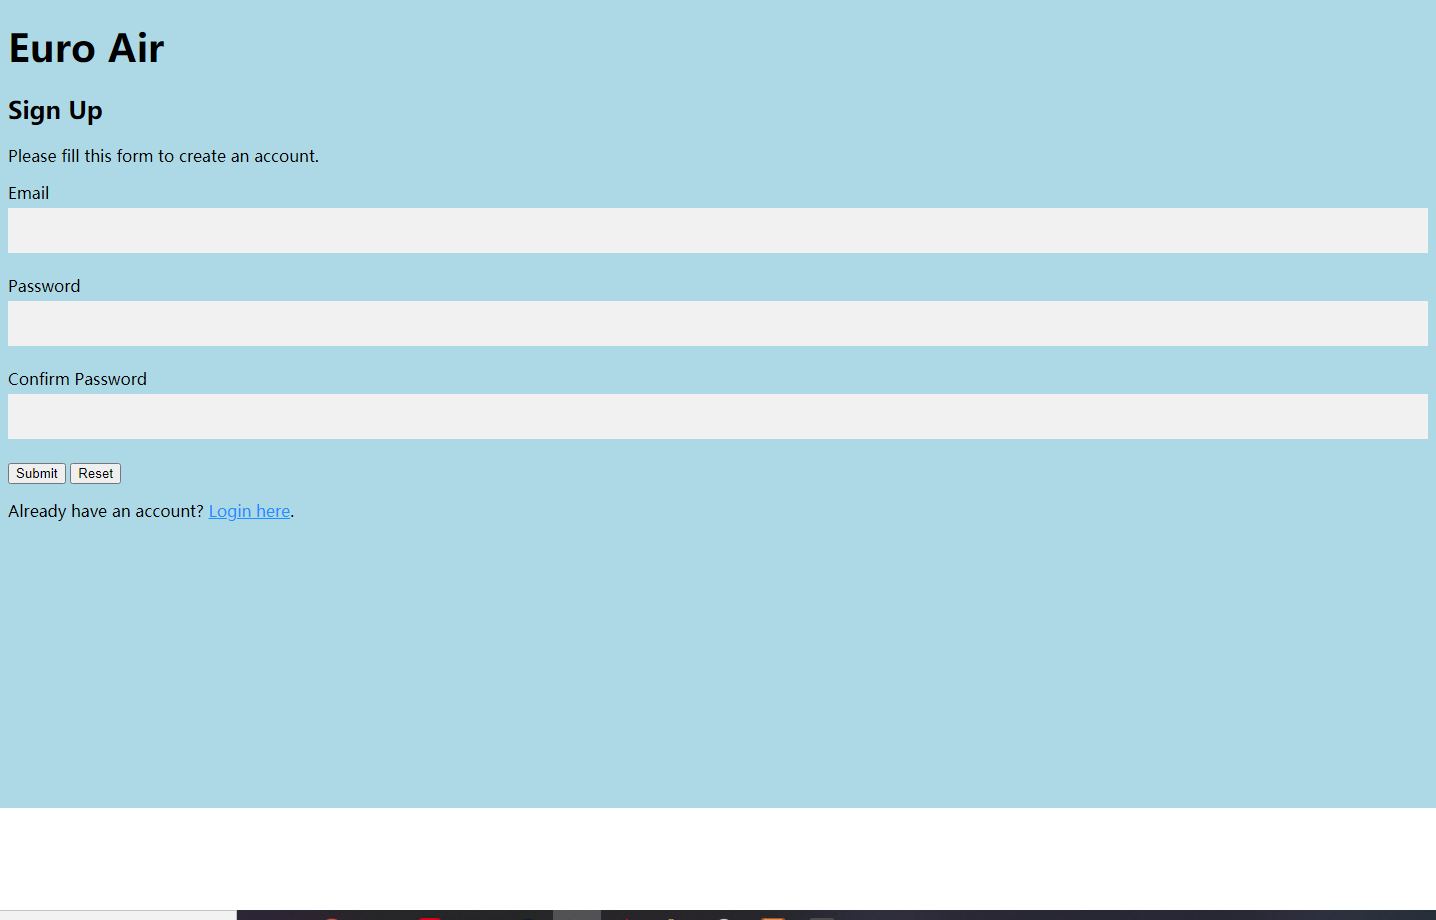 Euro Air
Sign Up
Please fill this form to create an account.
Email
Password
Confirm Password
Submit Reset
Already have an account? Login here.